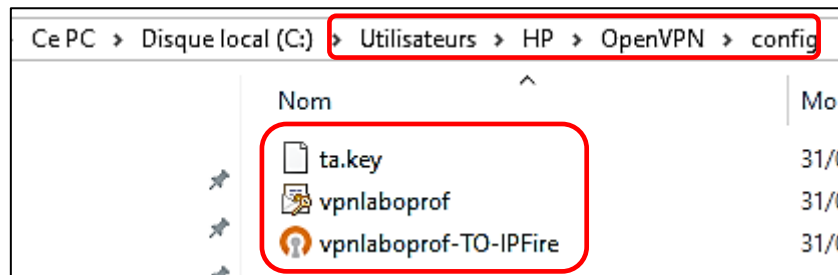 Ce PC > Disque local (C:) > Utilisateurs > HP > OpenVPN > config
Nom Mo
ta.key 31/0
vpnlaboprof 31/0
vpnlaboprof-TO-IPFire 31/0